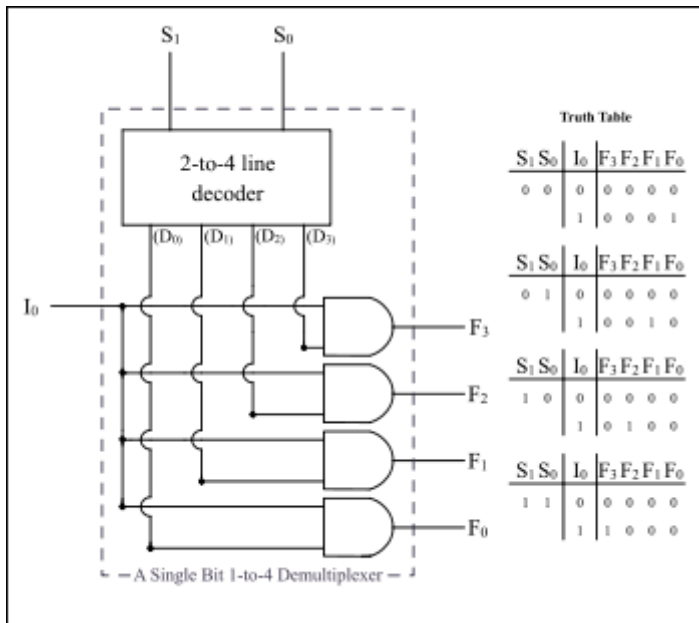 S₁ S₀
2-to-4 line
decoder
(D₀) (D₁) (D₂) (D₃)
I₀
F₃
F₂
F₁
F₀
A Single Bit 1-to-4 Demultiplexer
Truth Table
S₁ S₀ I₀ F₃ F₂ F₁ F₀
0 0 0 0 0 0 0
1 0 0 0 1
S₁ S₀ I₀ F₃ F₂ F₁ F₀
0 1 0 0 0 0 0
1 0 0 1 0
S₁ S₀ I₀ F₃ F₂ F₁ F₀
1 0 0 0 0 0 0
1 0 1 0 0
S₁ S₀ I₀ F₃ F₂ F₁ F₀
1 1 0 0 0 0 0
1 1 0 0 0